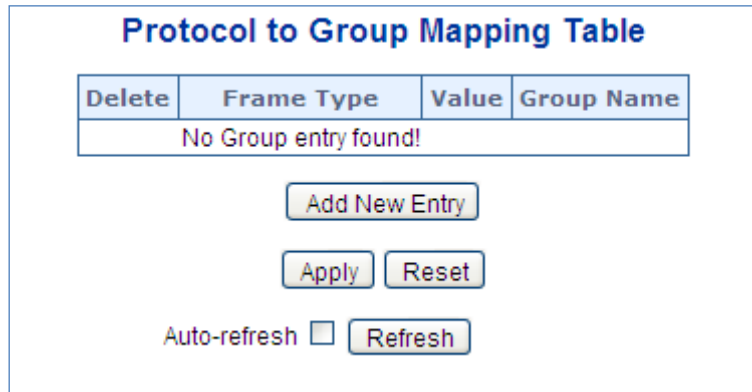 Protocol to Group Mapping Table
Delete Frame Type Value Group Name
No Group entry found!
Add New Entry
Apply Reset
Auto-refresh Refresh